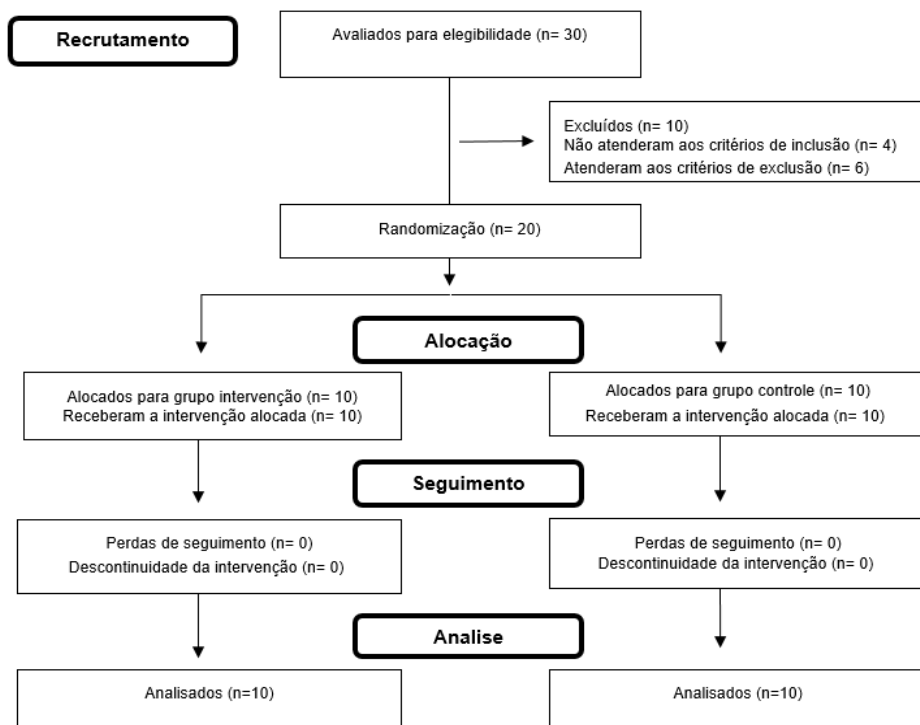 Recrutamento
Avaliados para elegibilidade (n= 30)
Excluídos (n= 10)
Não atenderam aos critérios de inclusão (n= 4)
Atenderam aos critérios de exclusão (n= 6)
Randomização (n= 20)
Alocação
Alocados para grupo intervenção (n= 10)
Receberam a intervenção alocada (n= 10)
Alocados para grupo controle (n= 10)
Receberam a intervenção alocada (n= 10)
Seguimento
Perdas de seguimento (n= 0)
Descontinuidade da intervenção (n= 0)
Perdas de seguimento (n= 0)
Descontinuidade da intervenção (n= 0)
Analise
Analisados (n=10)
Analisados (n=10)